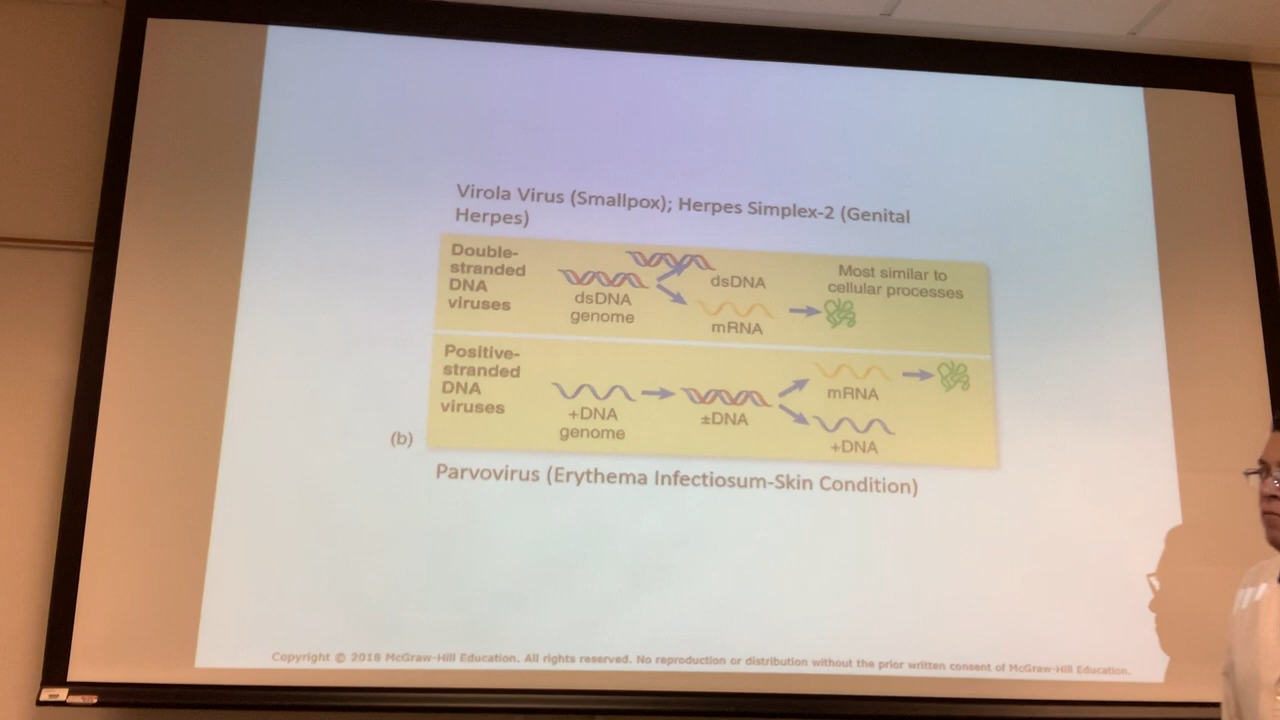 Virola Virus (Smallpox); Herpes Simplex-2 (Genital
Herpes)
Double-
stranded
DNA
viruses
dsDNA
genome
dsDNA
mRNA
Most similar to
cellular processes
Positive-
stranded
DNA
viruses
+DNA
genome
±DNA
mRNA
+DNA
(b)
Parvovirus (Erythema Infectiosum-Skin Condition)
Copyright © 2018 McGraw-Hill Education. All rights reserved. No reproduction or distribution without the prior written consent of McGraw-Hill Education.